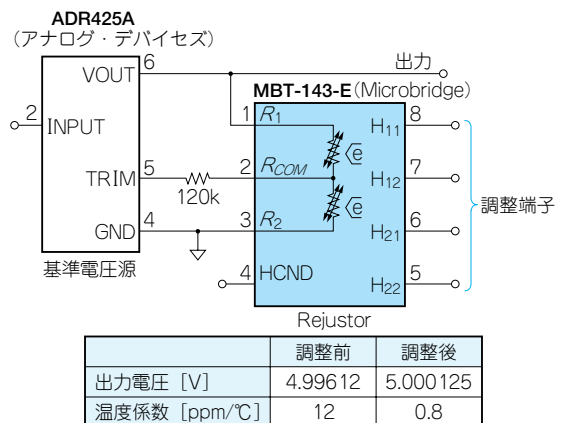 ADR425A
(アナログ・デバイセズ)
6
VOUT
出力
MBT-143-E(Microbridge)
2
INPUT
1
R1
H11
8
e
TRIM
5
120k
2
RCOM
H12
7
e
GND
4
3
R2
H21
6
調整端子
基準電圧源
4
HCND
H22
5
Rejustor
調整前 調整後
出力電圧 [V] 4.99612 5.000125
温度係数 [ppm/℃] 12 0.8